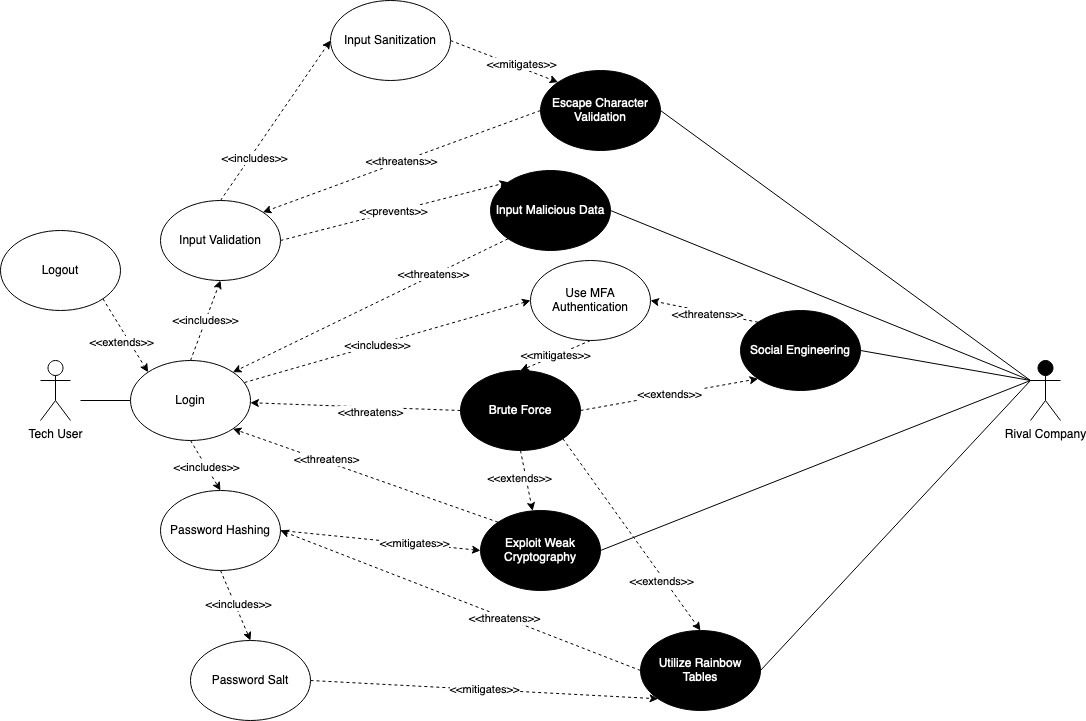 Input Sanitization
<<mitigates>>
Escape Character
Validation
<<includes>>
<<threatens>>
Input Malicious Data
<<prevents>>
Input Validation
Logout
<<threatens>>
Use MFA
Authentication
<<includes>>
<<threatens>>
<<extends>>
<<includes>>
<<mitigates>>
Social Engineering
Login
<<extends>>
Brute Force
<<threatens>
Tech User
Rival Company
<<threatens>
<<includes>>
<<extends>>
Password Hashing
<<mitigates>>
Exploit Weak
Cryptography
<<extends>>
<<includes>>
<<threatens>>
Utilize Rainbow
Tables
Password Salt
<<mitigates>>